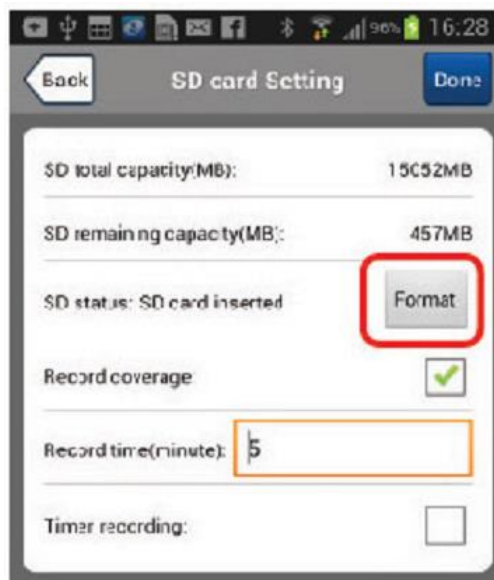 96% 16:28
Back SD card Setting Done
SD total capacity(MB): 15052MB
SD remaining capacity(MB): 457MB
SD status: SD card inserted Format
Record coverage
Record time(minute): 5
Timer recording: